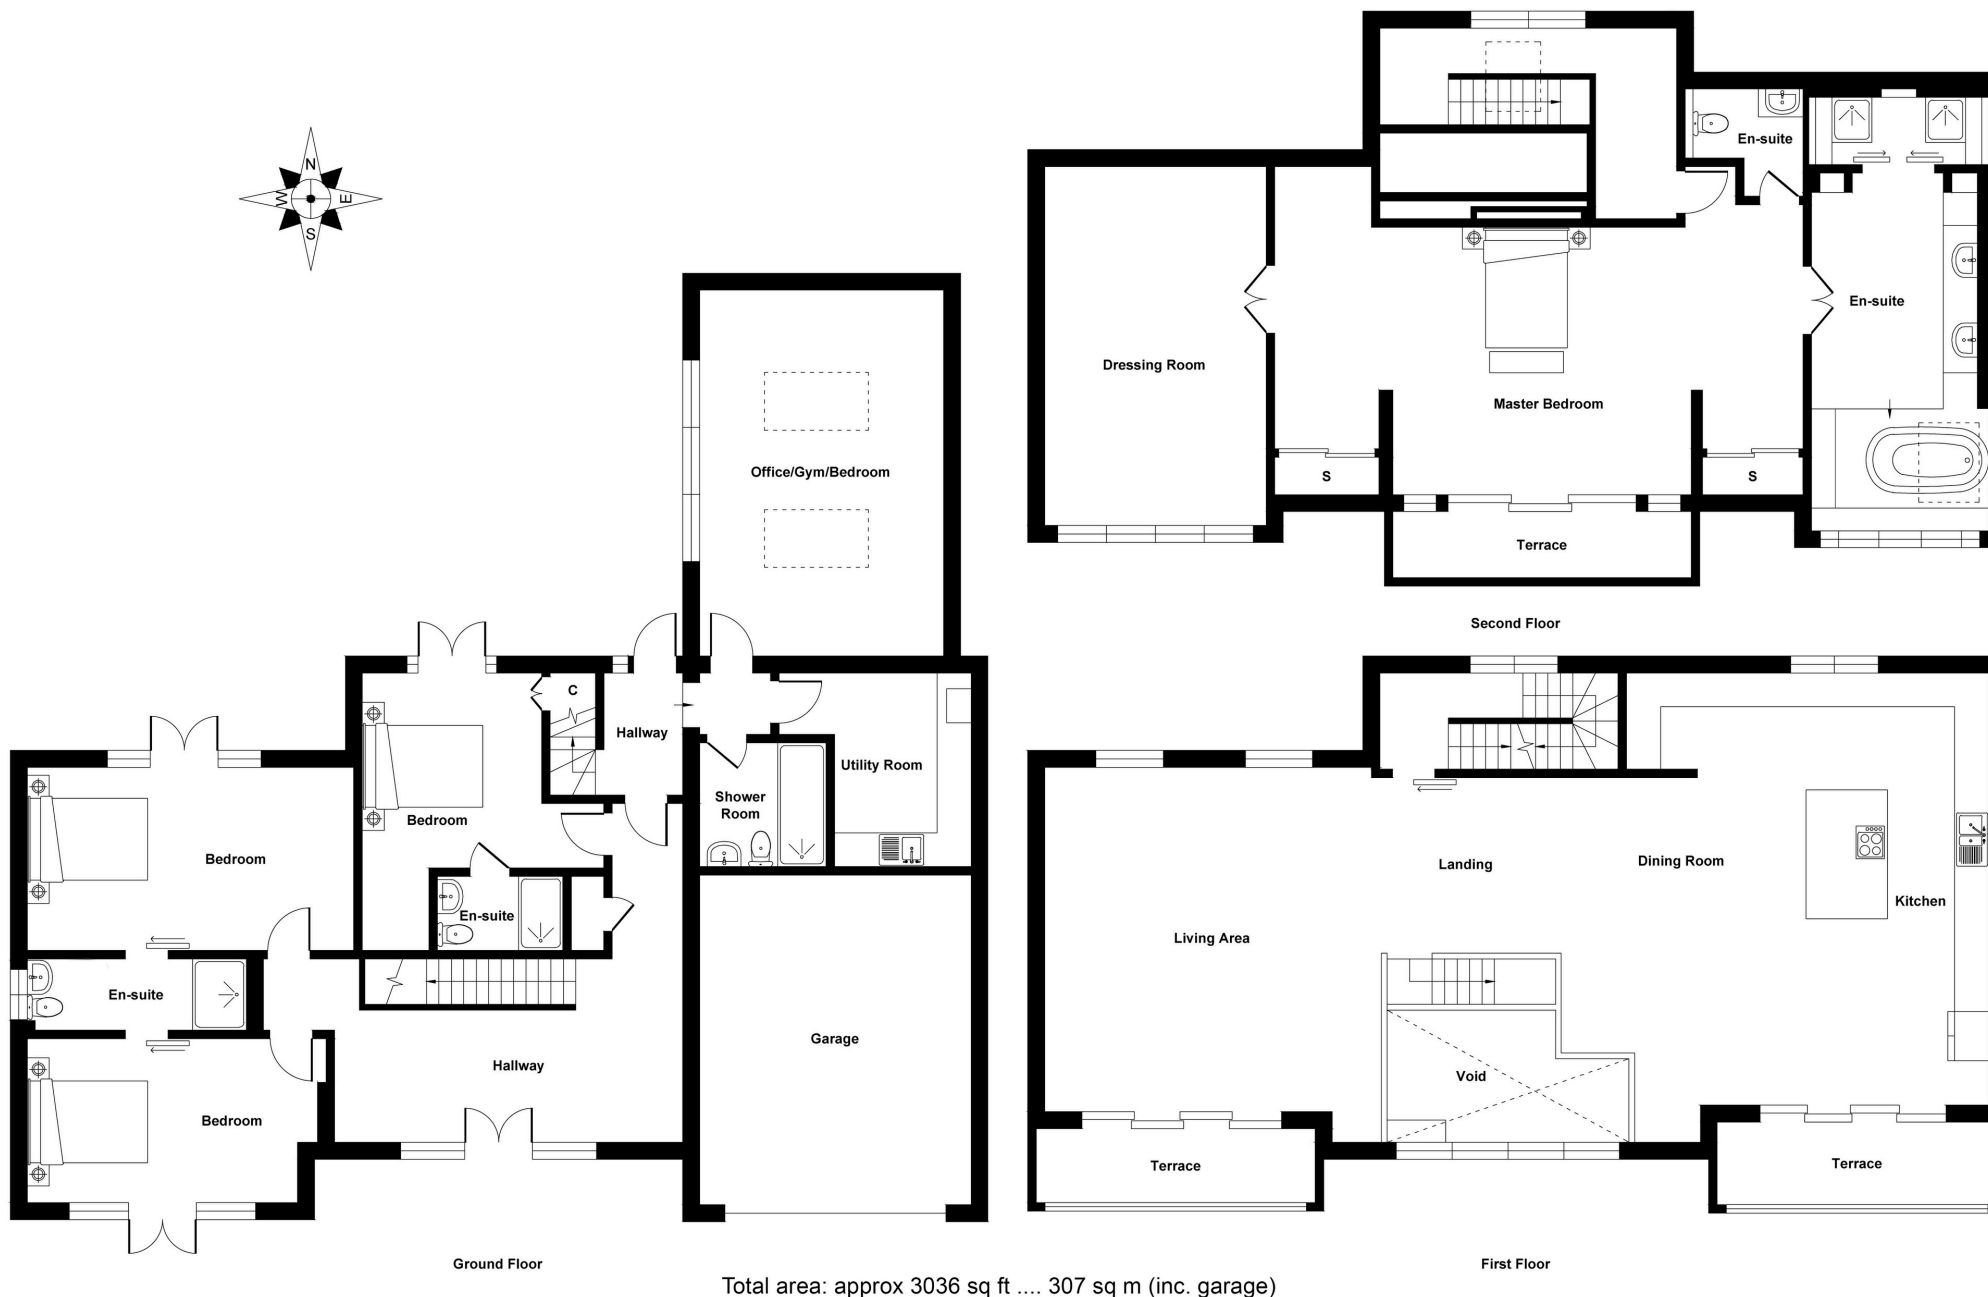 N
W
E
S
En-suite
En-suite
Dressing Room
Master Bedroom
S
S
Terrace
Second Floor
Office/Gym/Bedroom
C
Hallway
Utility Room
Shower
Room
Bedroom
Bedroom
En-suite
En-suite
Garage
Hallway
Bedroom
Ground Floor
Landing
Dining Room
Kitchen
Living Area
Void
Terrace
Terrace
First Floor
Total area: approx 3036 sq ft .... 307 sq m (inc. garage)